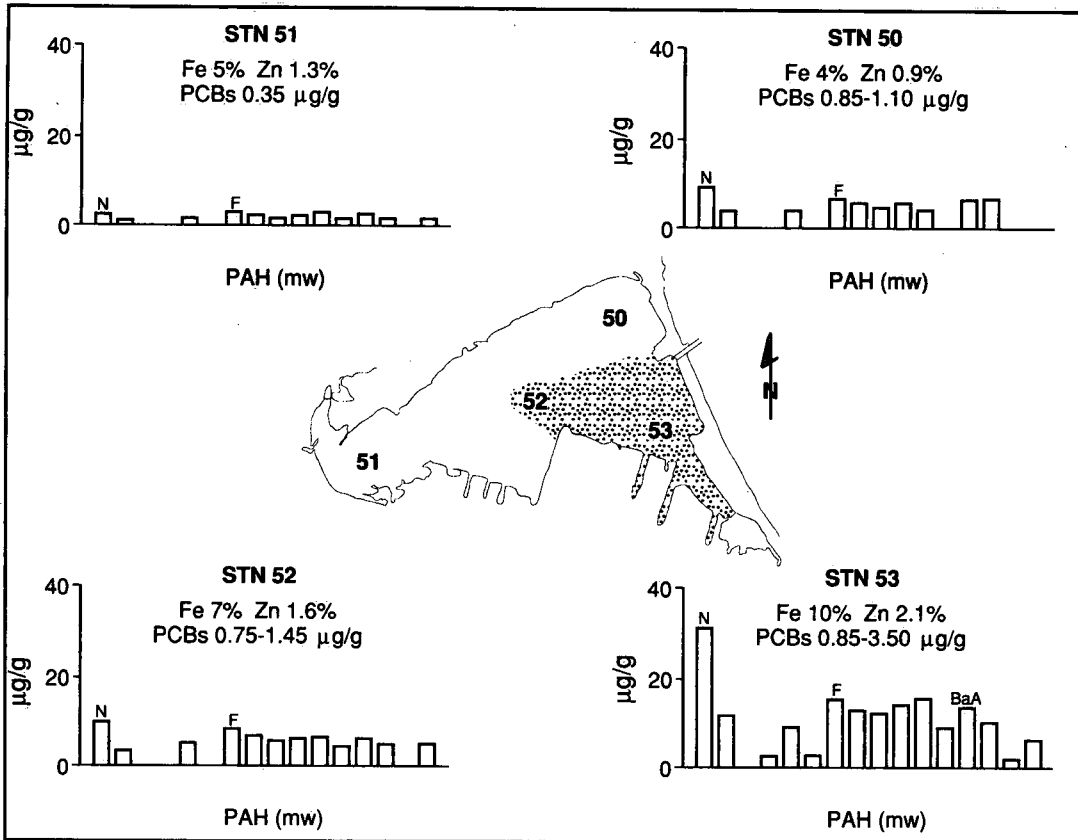 STN 51
Fe 5% Zn 1.3%
PCBs 0.35 µg/g
40
20
0
µg/g
N
F
PAH (mw)
STN 50
Fe 4% Zn 0.9%
PCBs 0.85-1.10 µg/g
40
20
0
µg/g
N
F
PAH (mw)
50
52
53
51
N
STN 52
Fe 7% Zn 1.6%
PCBs 0.75-1.45 µg/g
40
20
0
µg/g
N
F
PAH (mw)
STN 53
Fe 10% Zn 2.1%
PCBs 0.85-3.50 µg/g
40
20
0
µg/g
N
F
BaA
PAH (mw)